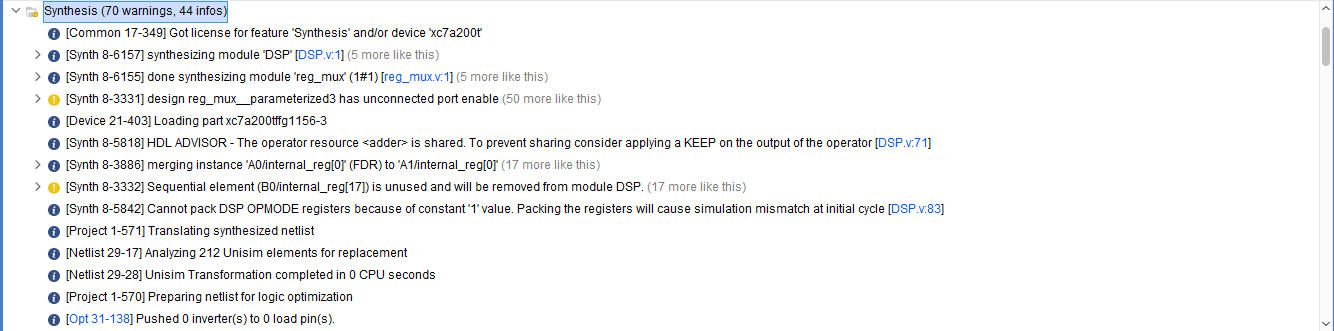 Synthesis (70 warnings, 44 infos)
[Common 17-349] Got license for feature 'Synthesis' and/or device 'xc7a200t'
[Synth 8-6157] synthesizing module 'DSP' [DSP.v:1] (5 more like this)
[Synth 8-6155] done synthesizing module 'reg_mux' (1#1) [reg_mux.v:1] (5 more like this)
[Synth 8-3331] design reg_mux__parameterized3 has unconnected port enable (50 more like this)
[Device 21-403] Loading part xc7a200tffg1156-3
[Synth 8-5818] HDL ADVISOR - The operator resource <adder> is shared. To prevent sharing consider applying a KEEP on the output of the operator [DSP.v:71]
[Synth 8-3886] merging instance 'A0/internal_reg[0]' (FDR) to 'A1/internal_reg[0]' (17 more like this)
[Synth 8-3332] Sequential element (B0/internal_reg[17]) is unused and will be removed from module DSP. (17 more like this)
[Synth 8-5842] Cannot pack DSP OPMODE registers because of constant '1' value. Packing the registers will cause simulation mismatch at initial cycle [DSP.v:83]
[Project 1-571] Translating synthesized netlist
[Netlist 29-17] Analyzing 212 Unisim elements for replacement
[Netlist 29-28] Unisim Transformation completed in 0 CPU seconds
[Project 1-570] Preparing netlist for logic optimization
[Opt 31-138] Pushed 0 inverter(s) to 0 load pin(s).